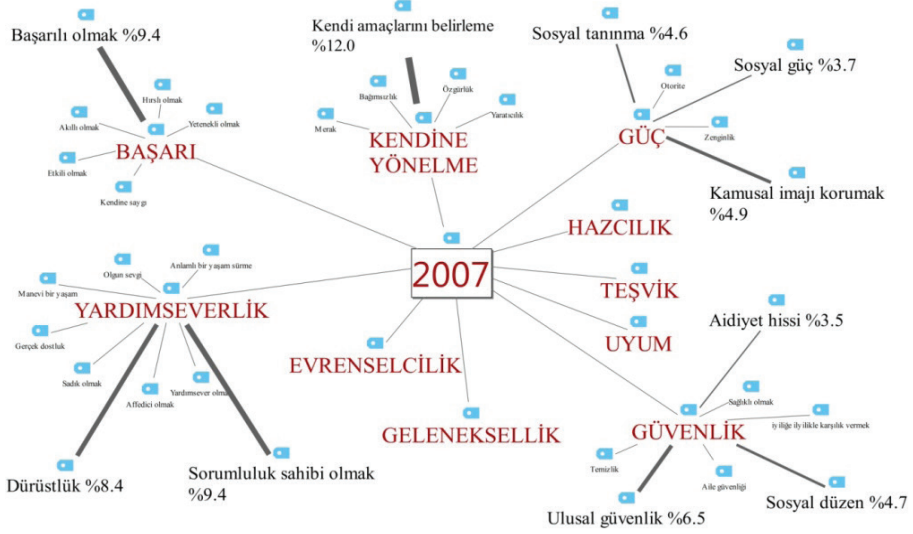 Başarılı olmak %9.4
Hırslı olmak
Akıllı olmak
Yetenekli olmak
BAŞARI
Etkili olmak
Kendine saygı
Kendi amaçlarını belirleme
%12.0
Bağımsızlık
Özgürlük
Merak
Yaratıcılık
KENDİNE
YÖNELME
Sosyal tanınma %4.6
Sosyal güç %3.7
Otorite
GÜÇ
Zenginlik
Kamusal imajı korumak
%4.9
HAZCILIK
2007
TEŞVİK
UYUM
EVRENSELCİLİK
GELENEKSELLİK
Anlamlı bir yaşam sürme
Olgun sevgi
Manevi bir yaşam
YARDIMSEVERLİK
Gerçek dostluk
Sadık olmak
Affedici olmak
Yardımsever olmak
Dürüstlük %8.4
Sorumluluk sahibi olmak
%9.4
Aidiyet hissi %3.5
Sağlıklı olmak
iyiliğe ilyilikle karşılık vermek
GÜVENLİK
Temizlik
Aile güvenliği
Ulusal güvenlik %6.5
Sosyal düzen %4.7